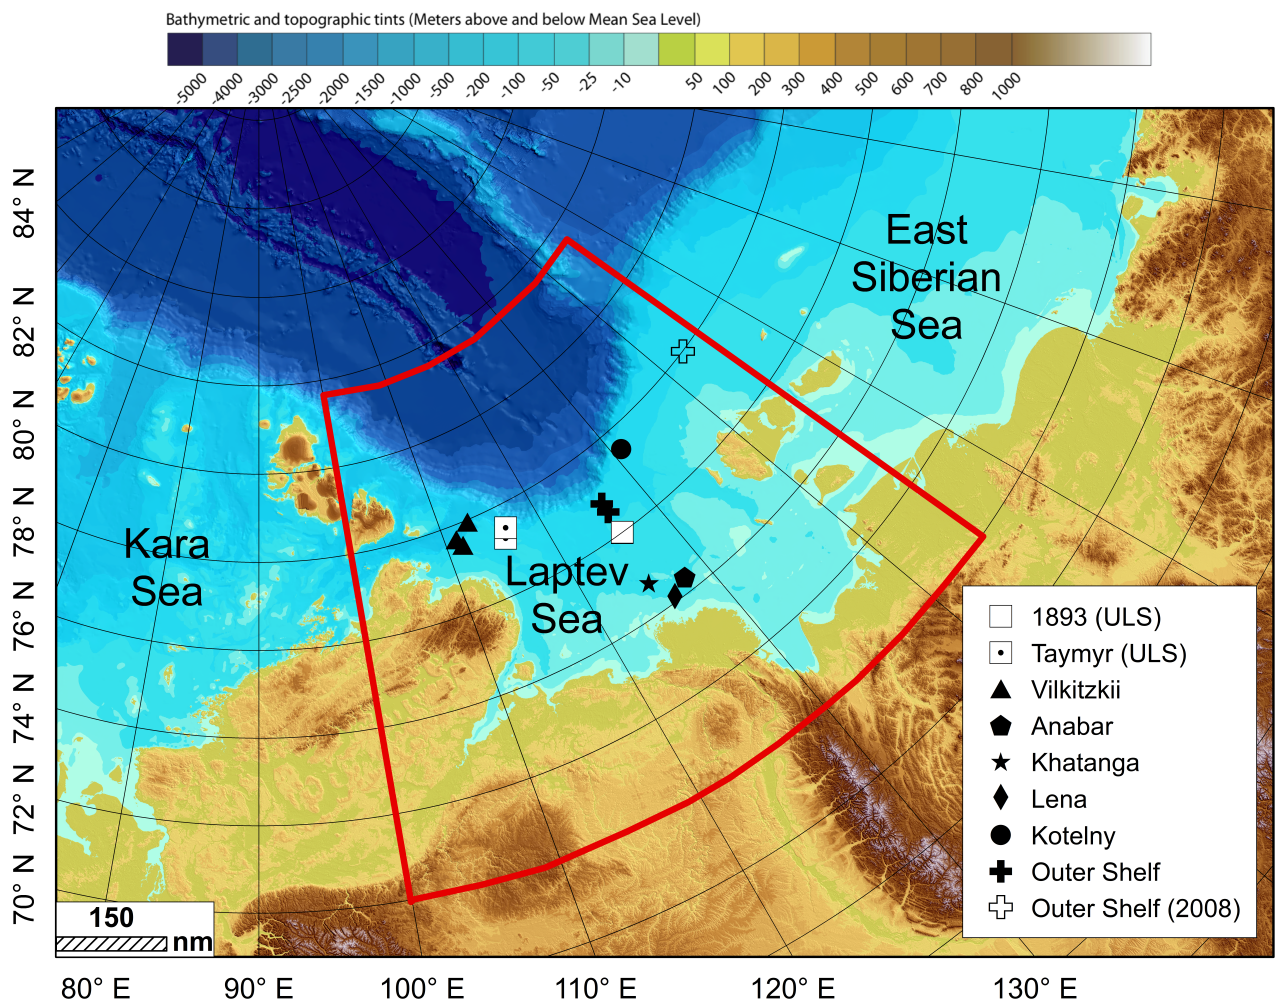 Bathymetric and topographic tints (Meters above and below Mean Sea Level)
-5000 -4000 -3000 -2500 -2000 -1500 -1000 -500 -200 -100 -50 -25 -10 50 100 200 300 400 500 600 700 800 1000
84° N
82° N
80° N
78° N
76° N
74° N
72° N
70° N
East
Siberian
Sea
Kara
Sea
Laptev
Sea
1893 (ULS)
Taymyr (ULS)
Vilkitzkii
Anabar
Khatanga
Lena
Kotelny
Outer Shelf
Outer Shelf (2008)
150
nm
80° E 90° E 100° E 110° E 120° E 130° E